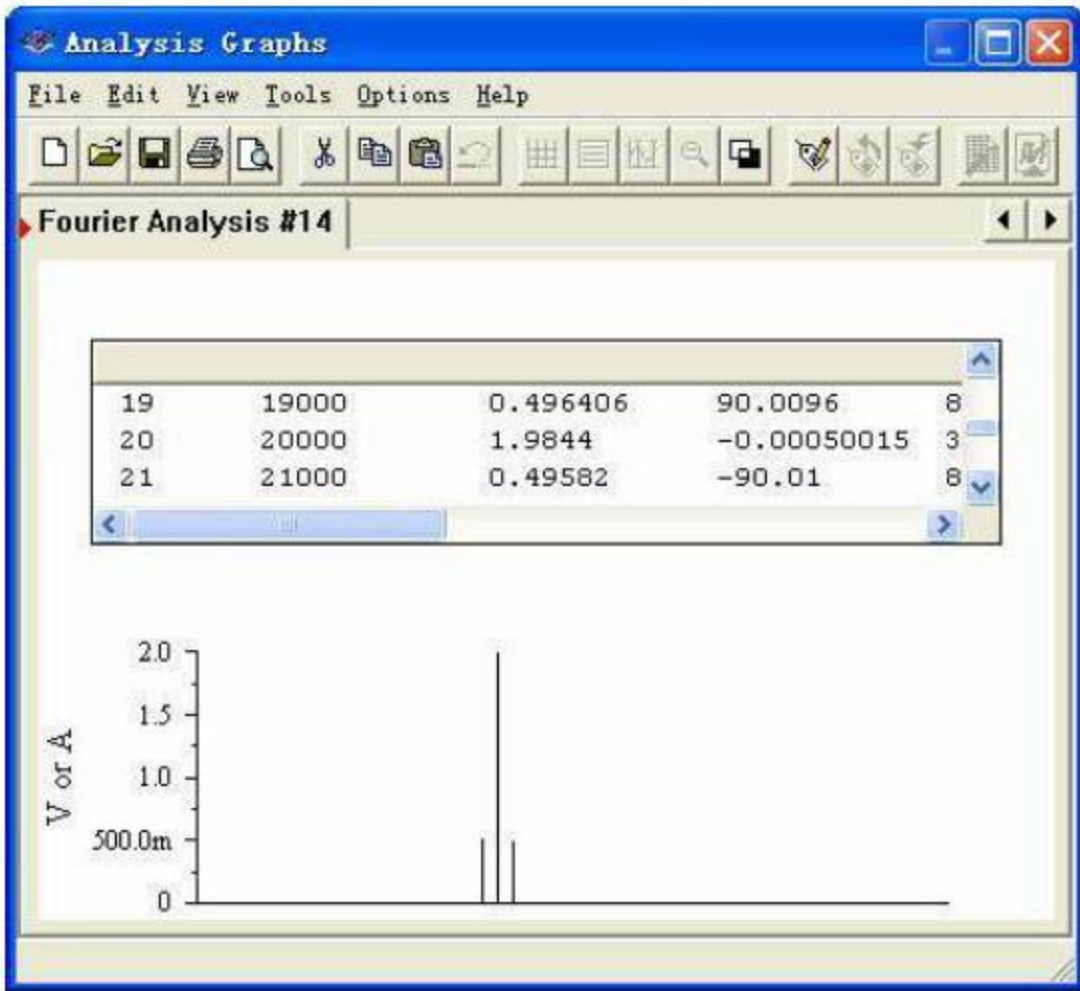 Analysis Graphs
File Edit View Tools Options Help
Fourier Analysis #14
19 19000 0.496406 90.0096 8
20 20000 1.9844 -0.00050015 3
21 21000 0.49582 -90.01 8
2.0
1.5
1.0
500.0m
0
V or A